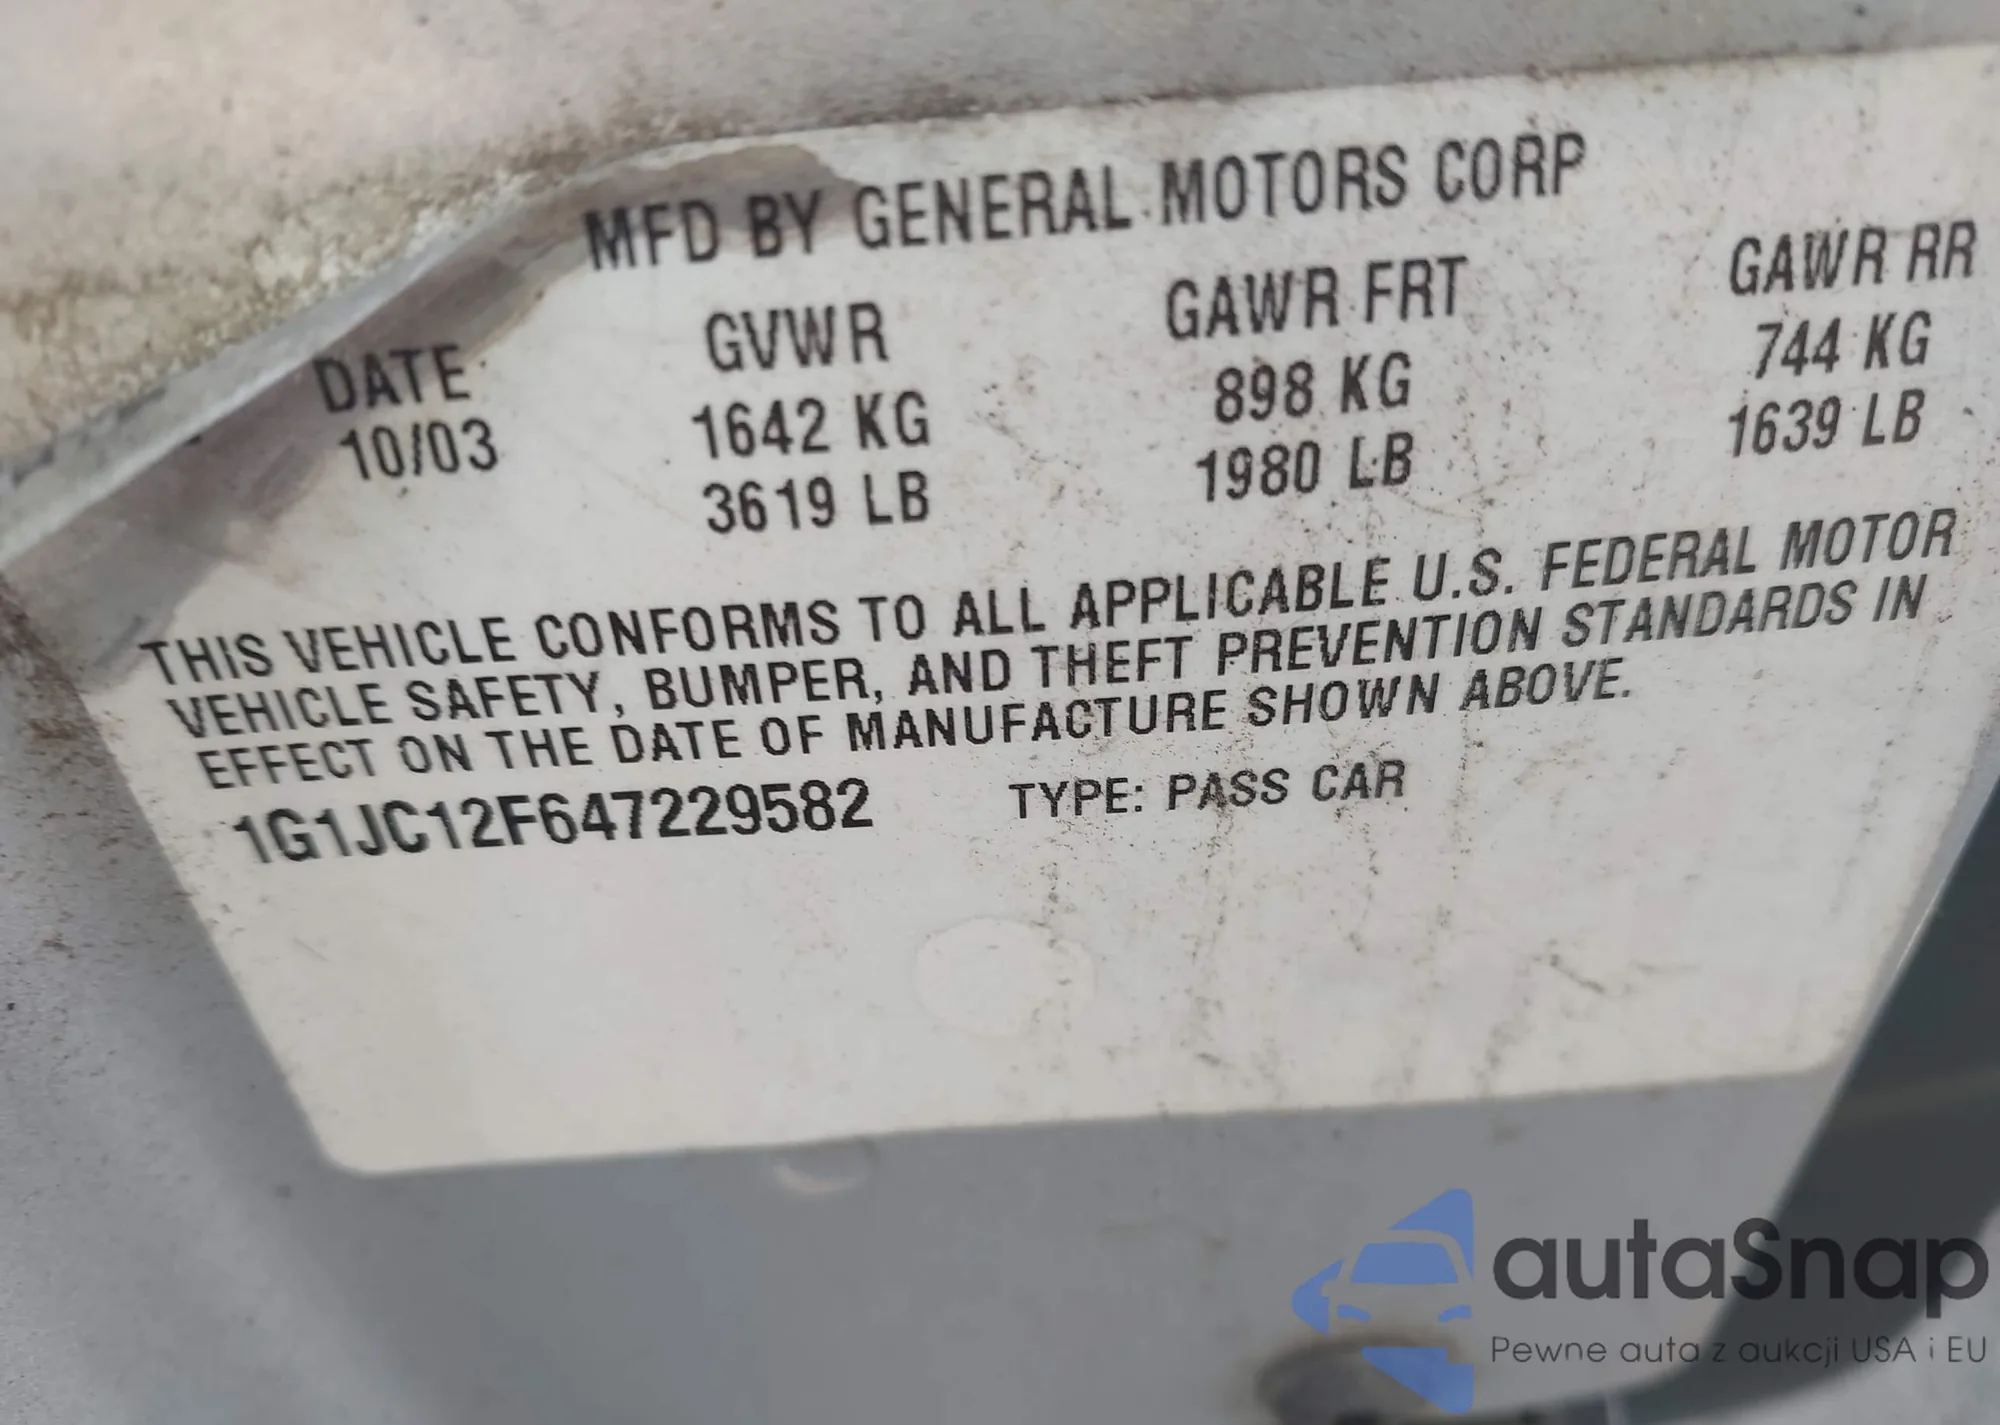 MFD BY GENERAL MOTORS CORP
DATE GVWR GAWR FRT GAWR RR
10/03 1642 KG 898 KG 744 KG
3619 LB 1980 LB 1639 LB
THIS VEHICLE CONFORMS TO ALL APPLICABLE U.S. FEDERAL MOTOR
VEHICLE SAFETY, BUMPER, AND THEFT PREVENTION STANDARDS IN
EFFECT ON THE DATE OF MANUFACTURE SHOWN ABOVE.
1G1JC12F647229582 TYPE: PASS CAR
autaSnap
Pewne auta z aukcji USA i EU